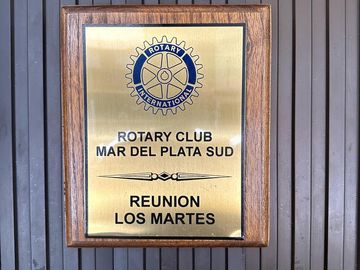 ROTARY
INTERNATIONAL
ROTARY CLUB
MAR DEL PLATA SUD
REUNION
LOS MARTES